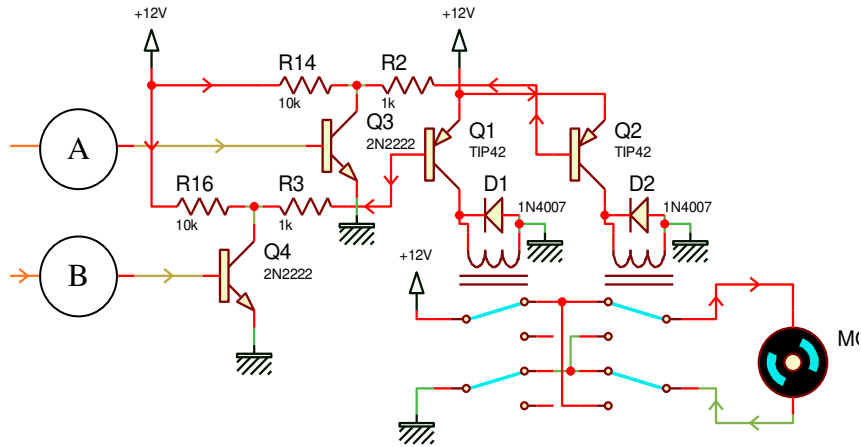 +12V
+12V
R14
10k
R2
1k
A
Q3
2N2222
Q1
TIP42
Q2
TIP42
R16
10k
R3
1k
D1
1N4007
D2
1N4007
B
Q4
2N2222
+12V